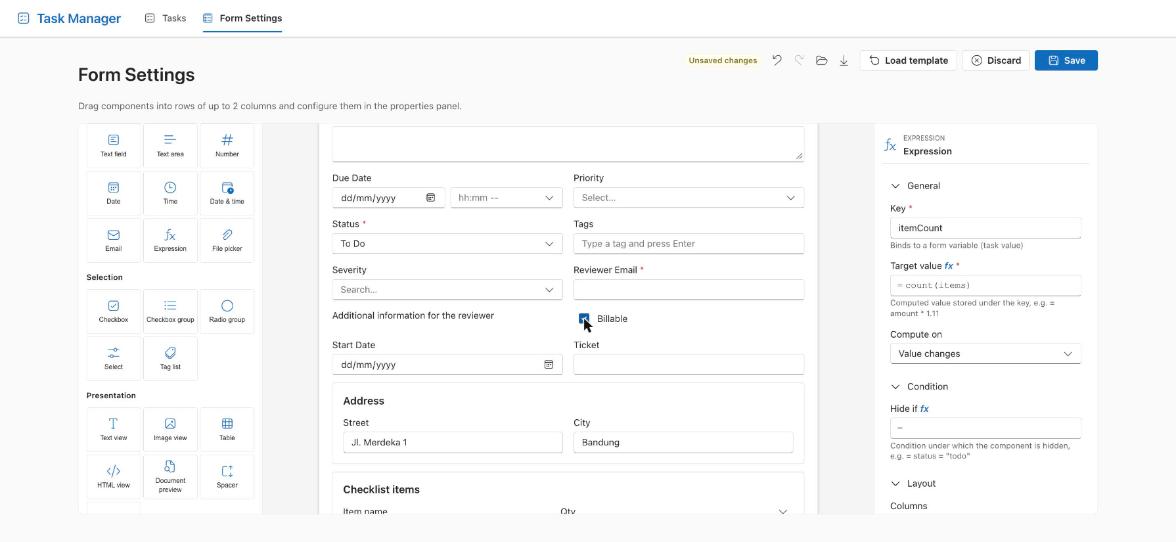 Task Manager
Tasks
Form Settings
Form Settings
Unsaved changes
Load template
Discard
Save
Drag components into rows of up to 2 columns and configure them in the properties panel.
Text field
Text area
Number
Date
Time
Date & time
Email
Expression
File picker
Selection
Checkbox
Checkbox group
Radio group
Select
Tag list
Presentation
Text view
Image view
Table
HTML view
Document
preview
Spacer
Due Date
Priority
dd/mm/yyyy
hh:mm --
Select...
Status *
Tags
To Do
Type a tag and press Enter
Severity
Reviewer Email *
Search...
Additional information for the reviewer
Billable
Start Date
Ticket
dd/mm/yyyy
Address
Street
City
Jl. Merdeka 1
Bandung
Checklist items
Item name
Qty
fx
EXPRESSION
Expression
General
Key *
itemCount
Binds to a form variable (task value)
Target value fx *
= count(items)
Computed value stored under the key, e.g. =
amount * 1.11
Compute on
Value changes
Condition
Hide if fx
=
Condition under which the component is hidden,
e.g. = status = "todo"
Layout
Columns